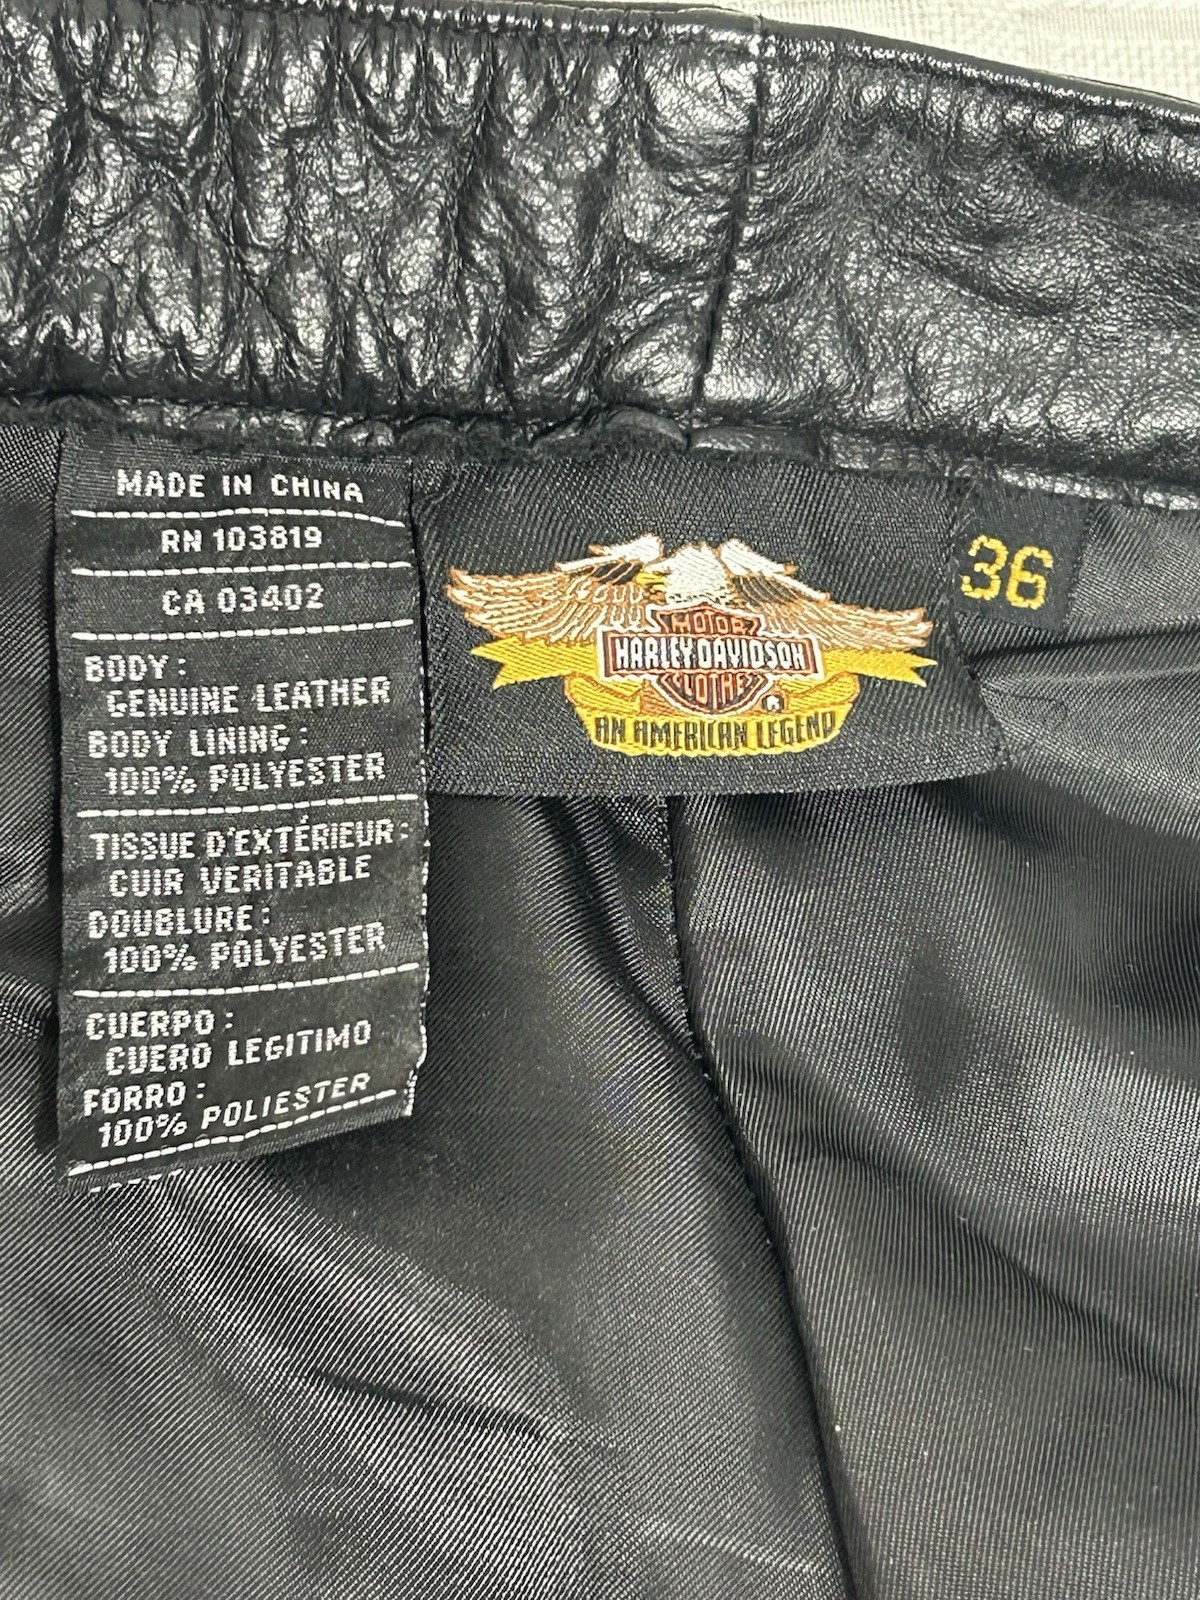 MADE IN CHINA
RN 103819
CA 03402
BODY:
GENUINE LEATHER
BODY LINING:
100% POLYESTER
TISSUE D'EXTÉRIEUR:
CUIR VERITABLE
DOUBLURE:
100% POLYESTER
CUERPO:
CUERO LEGITIMO
FORRO:
100% POLIESTER
MOTOR
HARLEY-DAVIDSON
CLOTHES
®
AN AMERICAN LEGEND
36